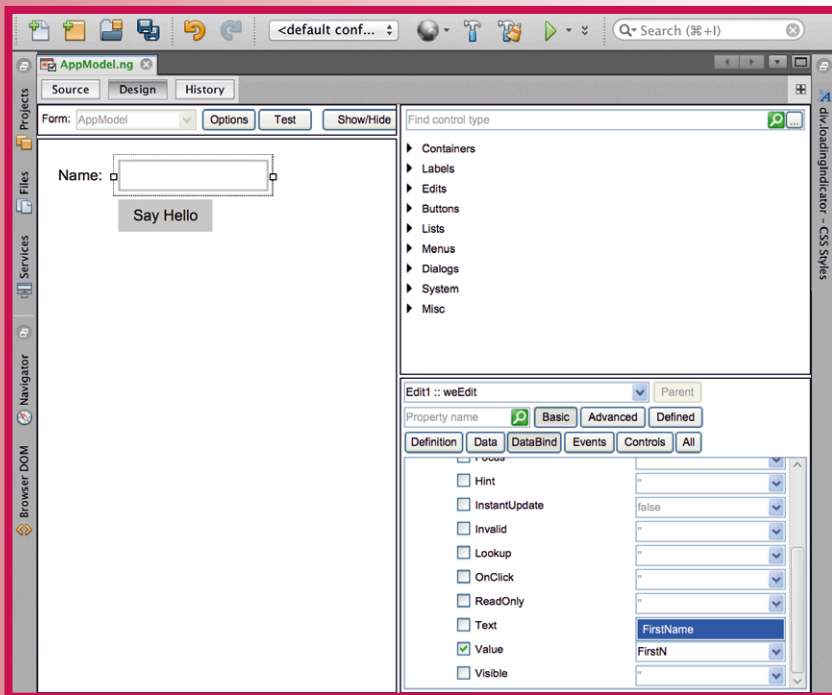 <default conf...
Search (⌘+I)
AppModel.ng
Source Design History
Form: AppModel Options Test Show/Hide
Find control type ...
Projects
Files
Services
Navigator
Browser DOM
Name:
Say Hello
Containers
Labels
Edits
Buttons
Lists
Menus
Dialogs
System
Misc
Edit1 :: weEdit Parent
Property name Basic Advanced Defined
Definition Data DataBind Events Controls All
Focus
Hint "
InstantUpdate false
Invalid "
Lookup "
OnClick "
ReadOnly "
Text FirstName
Value FirstN
Visible "
div.loadingIndicator - CSS Styles